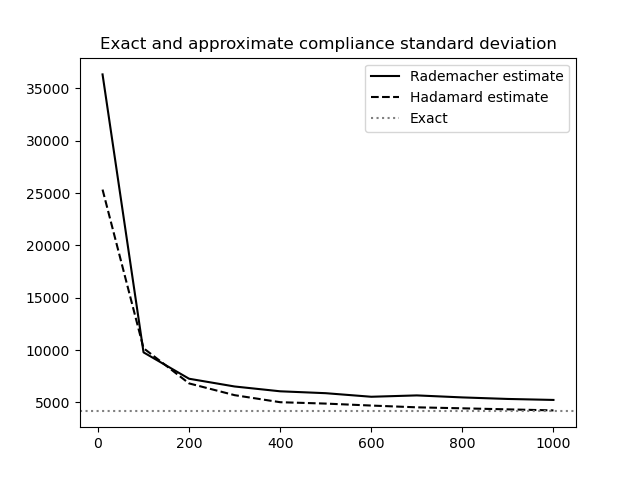 Exact and approximate compliance standard deviation
Rademacher estimate
Hadamard estimate
Exact
35000
30000
25000
20000
15000
10000
5000
0 200 400 600 800 1000